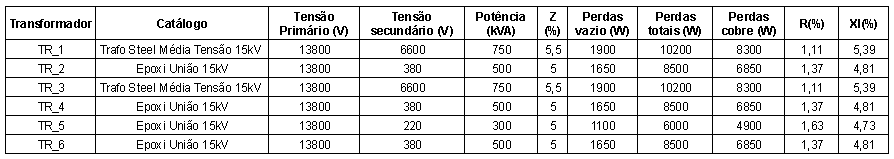 Transformador Catálogo Tensão Primário (V) Tensão secundário (V) Potência (kVA) Z (%) Perdas vazio (W) Perdas totais (W) Perdas cobre (W) R(%) Xl(%)
TR_1 Trafo Steel Média Tensão 15kV 13800 6600 750 5,5 1900 10200 8300 1,11 5,39
TR_2 Epoxi União 15kV 13800 380 500 5 1650 8500 6850 1,37 4,81
TR_3 Trafo Steel Média Tensão 15kV 13800 6600 750 5,5 1900 10200 8300 1,11 5,39
TR_4 Epoxi União 15kV 13800 380 500 5 1650 8500 6850 1,37 4,81
TR_5 Epoxi União 15kV 13800 220 300 5 1100 6000 4900 1,63 4,73
TR_6 Epoxi União 15kV 13800 380 500 5 1650 8500 6850 1,37 4,81